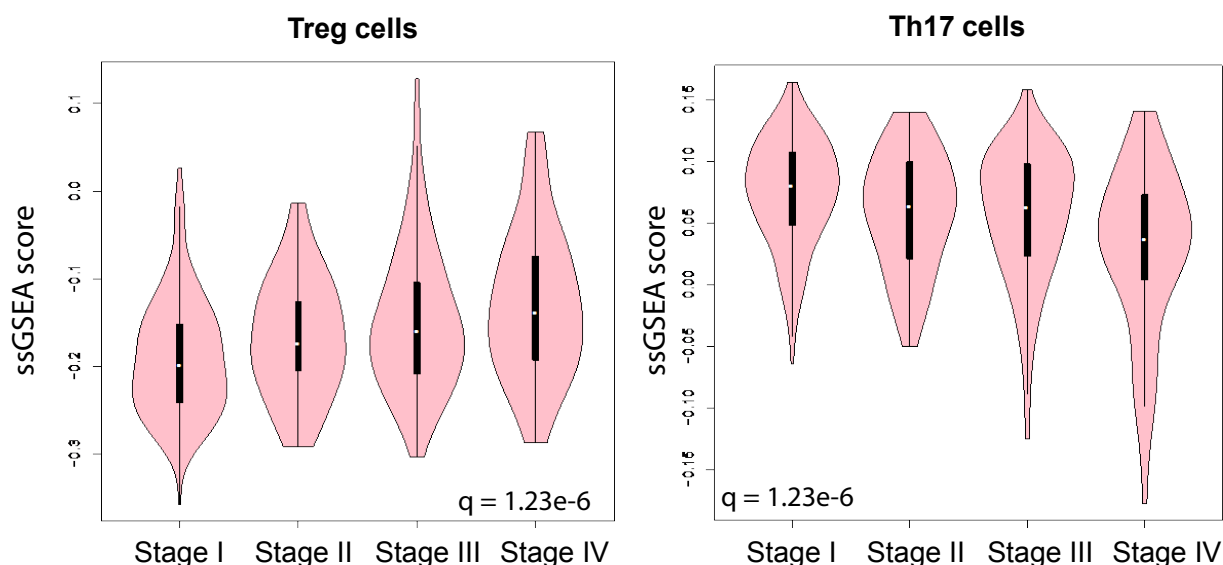 Treg cells
ssGSEA score
0.1
0.0
-0.1
-0.2
-0.3
q = 1.23e-6
Stage I Stage II Stage III Stage IV
Th17 cells
ssGSEA score
0.15
0.10
0.05
0.00
-0.05
-0.10
-0.15
q = 1.23e-6
Stage I Stage II Stage III Stage IV